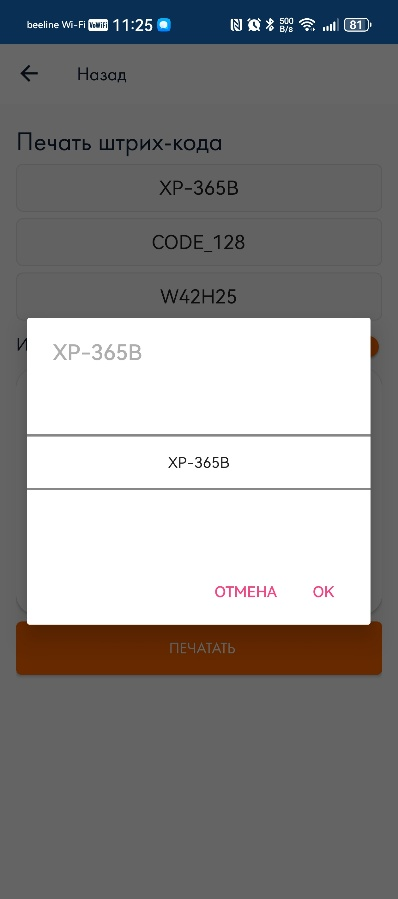 beeline Wi-Fi VoWiFi 11:25 500 B/s 81
Назад
Печать штрих-кода
XP-365B
CODE_128
W42H25
И
XP-365B
XP-365B
ОТМЕНА OK
ПЕЧАТАТЬ